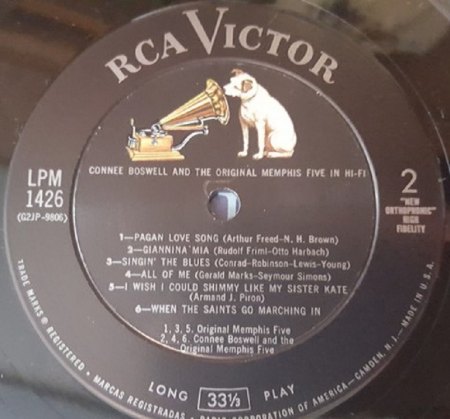 RCA VICTOR
CONNEE BOSWELL AND THE ORIGINAL MEMPHIS FIVE IN HI-FI
LPM
1426
(G2JP-9806)
2
"NEW
ORTHOPHONIC"
HIGH
FIDELITY
1—PAGAN LOVE SONG (Arthur Freed-N. H. Brown)
2—GIANNINA MIA (Rudolf Friml-Otto Harbach)
3—SINGIN' THE BLUES (Conrad-Robinson-Lewis-Young)
4—ALL OF ME (Gerald Marks-Seymour Simons)
5—I WISH I COULD SHIMMY LIKE MY SISTER KATE
(Armand J. Piron)
6—WHEN THE SAINTS GO MARCHING IN
1, 3, 5. Original Memphis Five
2, 4, 6. Connee Boswell and the
Original Memphis Five
LONG 33⅓ PLAY
TRADE MARKS ® REGISTERED • MARCAS REGISTRADAS • RADIO CORPORATION OF AMERICA—CAMDEN, N. J.—MADE IN U.S.A.